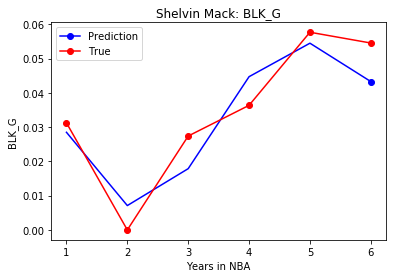 Shelvin Mack: BLK_G
Prediction
True
BLK_G
0.06
0.05
0.04
0.03
0.02
0.01
0.00
1 2 3 4 5 6
Years in NBA